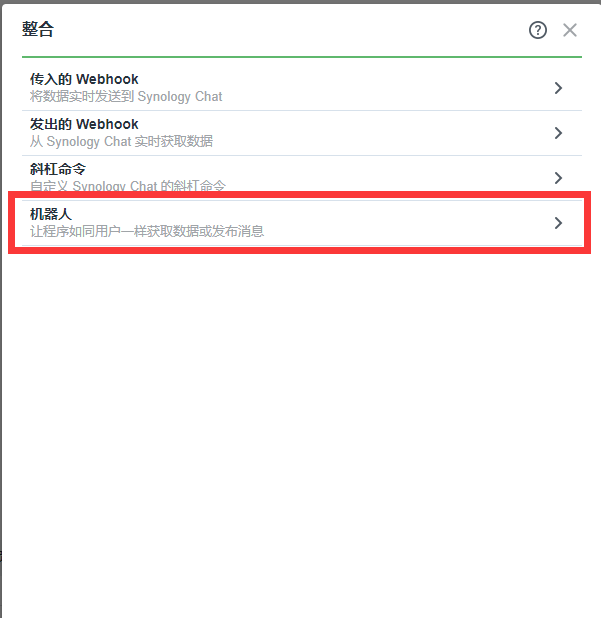 整合
传入的 Webhook
将数据实时发送到 Synology Chat
发出的 Webhook
从 Synology Chat 实时获取数据
斜杠命令
自定义 Synology Chat 的斜杠命令
机器人
让程序如同用户一样获取数据或发布消息